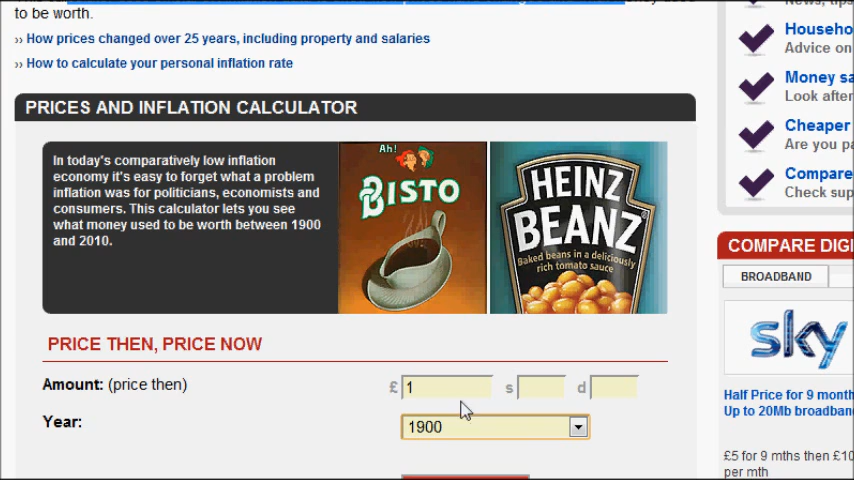 to be worth.
›› How prices changed over 25 years, including property and salaries
›› How to calculate your personal inflation rate
PRICES AND INFLATION CALCULATOR
In today's comparatively low inflation
economy it's easy to forget what a problem
inflation was for politicians, economists and
consumers. This calculator lets you see
what money used to be worth between 1900
and 2010.
Ah!
BISTO
HEINZ
BEANZ
Baked beans in a deliciously
rich tomato sauce
PRICE THEN, PRICE NOW
Amount: (price then)
£ 1 s d
Year:
1900
Househo
Advice on
Money sa
Look after
Cheaper
Are you pa
Compare
Check sup
COMPARE DIGI
BROADBAND
sky
Half Price for 9 month
Up to 20Mb broadban
£5 for 9 mths then £10
per mth